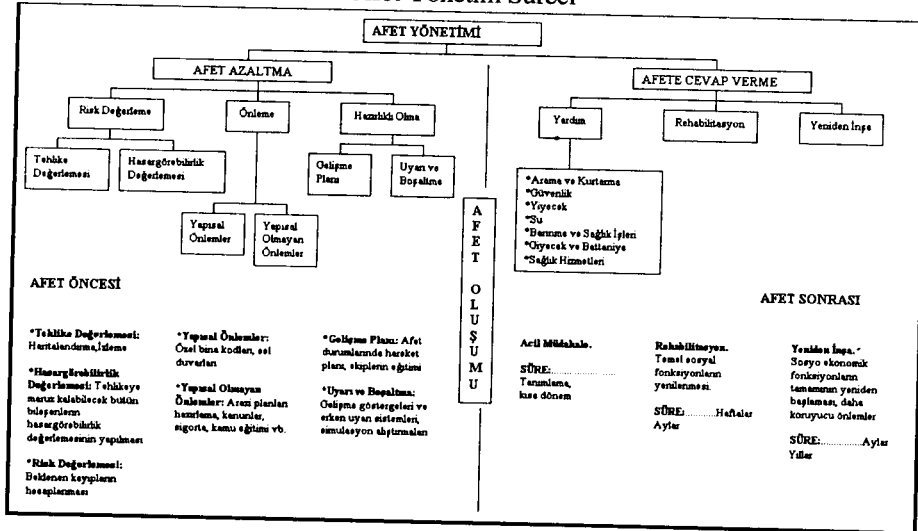 AFET YÖNETİMİ
AFET AZALTMA
AFETE CEVAP VERME
Risk Değerleme
Önleme
Hazırlıklı Olma
Yardım
Rehabilitasyon
Yeniden İnşa
Tehlike
Değerlemesi
Hasargörebilirlik
Değerlemesi
Gelişme
Planı
Uyarı ve
Boşaltma
Yapısal
Önlemler
Yapısal
Olmayan
Önlemler
*Arama ve Kurtarma
*Güvenlik
*Yiyecek
*Su
*Barınma ve Sağlık İşleri
*Giyecek ve Battaniye
*Sağlık Hizmetleri
AFET OLUŞUMU
AFET ÖNCESİ
*Tehlike Değerlemesi:
Haritalandırma,İzleme
*Hasargörebilirlik
Değerlemesi: Tehlikeye
maruz kalabilecek bütün
bileşenlerin
hasargörebilirlik
değerlemesinin yapılması
*Risk Değerlemesi:
Beklenen kayıpların
hesaplanması
*Yapısal Önlemler:
Özel bina kodları, sel
duvarları
*Yapısal Olmayan
Önlemler: Arazi planları
hazırlama, kanunlar,
sigorta, kamu eğitimi vb.
*Gelişme Planı: Afet
durumlarında hareket
planı, ekiplerin eğitimi
*Uyarı ve Boşaltma:
Gelişme göstergeleri ve
erken uyarı sistemleri,
simulasyon alıştırmaları
AFET SONRASI
Acil Müdahale.
SÜRE:....................
Tanımlama,
kısa dönem
Rehabilitasyon.
Temel sosyal
fonksiyonların
yenilenmesi.
SÜRE:..........Haftalar
Aylar
Yeniden İnşa.
Sosyo ekonomik
fonksiyonların
tamamının yeniden
başlaması, daha
koruyucu önlemler
SÜRE:..............Aylar
Yıllar